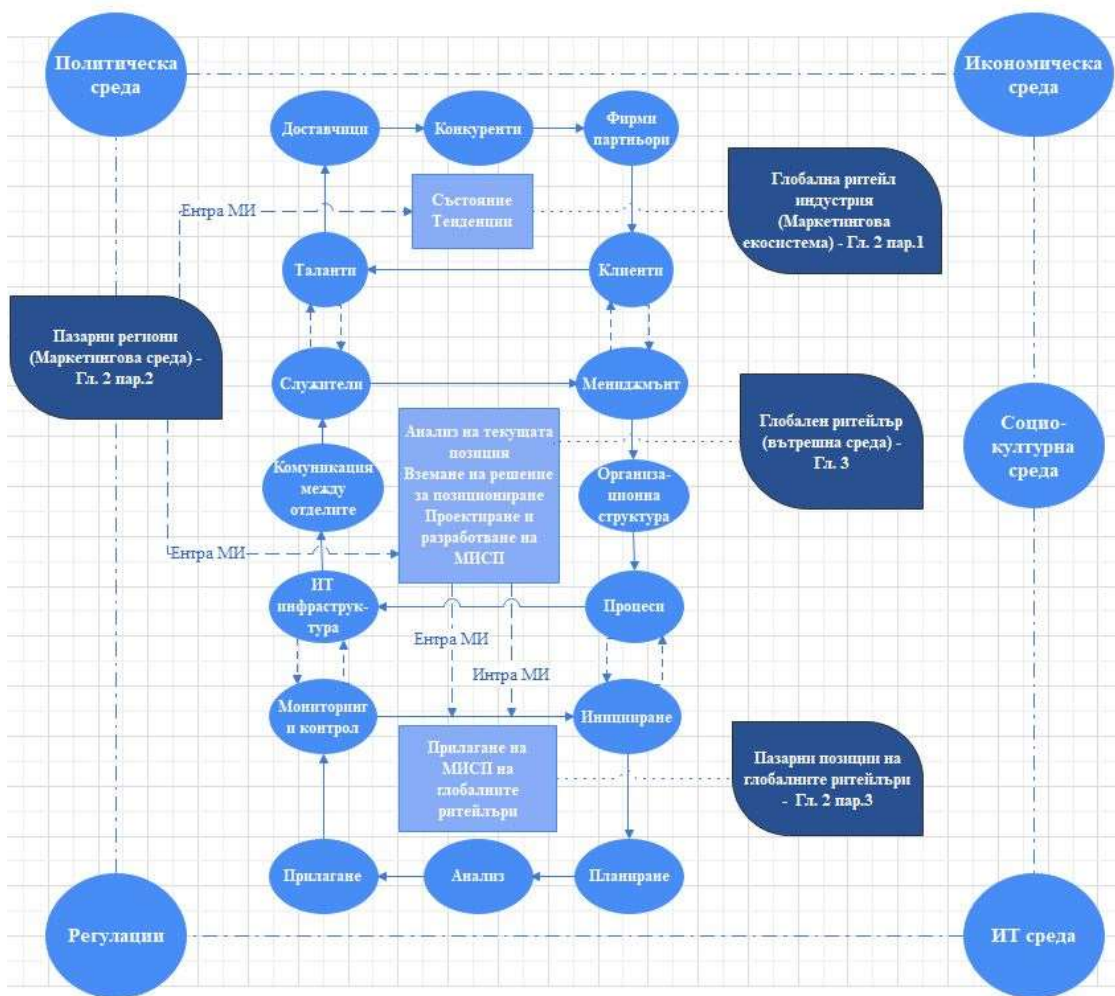 Политическа
среда
Икономическа
среда
Доставчици
Конкуренти
Фирми
партньори
Ентра МИ
Състояние
Тенденции
Глобална ритейл
индустрия
(Маркетингова
екосистема) - Гл. 2 пар.1
Таланти
Клиенти
Пазарни региони
(Маркетингова среда) -
Гл. 2 пар.2
Служители
Мениджмънт
Анализ на текущата
позиция
Вземане на решение
за позициониране
Проектиране и
разработване на
МИСП
Глобален ритейлър
(вътрешна среда) -
Гл. 3
Социо-
културна
среда
Комуникация
между
отделите
Организа-
ционна
структура
Ентра МИ
ИТ
инфраструк-
тура
Процеси
Ентра МИ
Интра МИ
Мониторинг
и контрол
Иницииране
Прилагане на
МИСП на
глобалните
ритейлъри
Пазарни позиции на
глобалните ритейлъри
- Гл. 2 пар.3
Прилагане
Анализ
Планиране
Регулации
ИТ среда